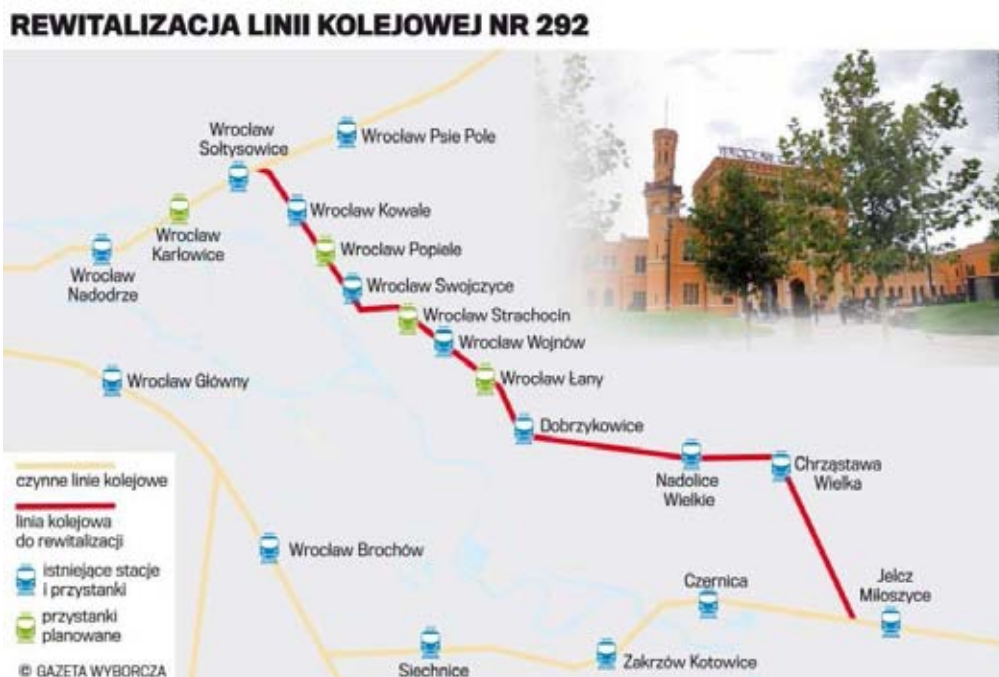 REWITALIZACJA LINII KOLEJOWEJ NR 292
Wrocław
Sołtysowice
Wrocław Psie Pole
Wrocław Kowale
Wrocław
Karłowice
Wrocław Popiele
Wrocław
Nadodrze
Wrocław Swojczyce
Wrocław Strachocin
Wrocław Wojnów
Wrocław Główny
Wrocław Łany
Dobrzykowice
Nadolice
Wielkie
Chrząstawa
Wielka
czynne linie kolejowe
linia kolejowa
do rewitalizacji
istniejące stacje
i przystanki
przystanki
planowane
© GAZETA WYBORCZA
Wrocław Brochów
Czernica
Jelcz
Miłoszyce
Siechnice
Zakrzów Kotowice
WROCŁAW